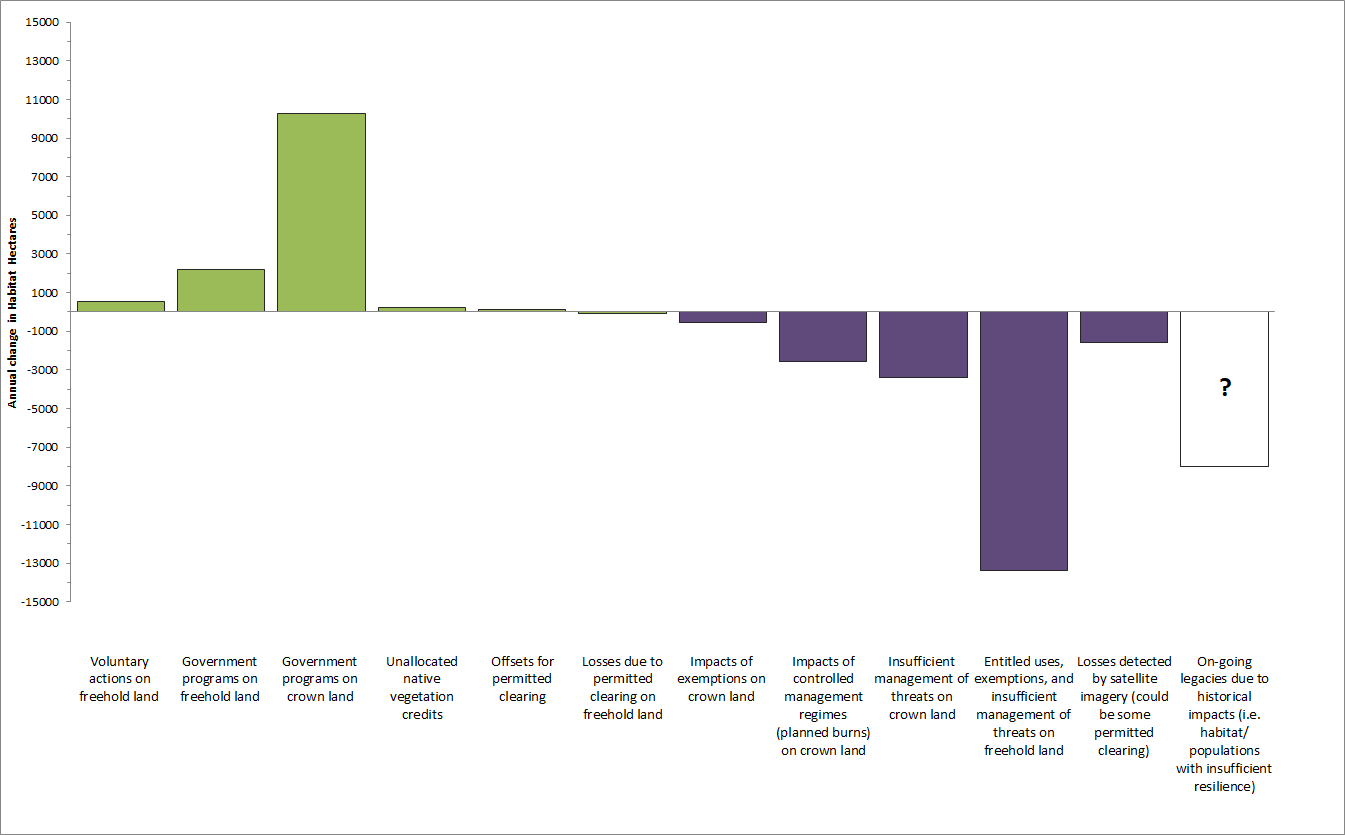 15000
13000
11000
9000
7000
5000
3000
1000
-1000
-3000
-5000
-7000
-9000
-11000
-13000
-15000
Annual change in Habitat Hectares
?
Voluntary
actions on
freehold land
Government
programs on
freehold land
Government
programs on
crown land
Unallocated
native
vegetation
credits
Offsets for
permitted
clearing
Losses due to
permitted
clearing on
freehold land
Impacts of
exemptions on
crown land
Impacts of
controlled
management
regimes
(planned burns)
on crown land
Insufficient
management of
threats on
crown land
Entitled uses,
exemptions, and
insufficient
management of
threats on
freehold land
Losses detected
by satellite
imagery (could
be some
permitted
clearing)
On-going
legacies due to
historical
impacts (i.e.
habitat/
populations
with insufficient
resilience)